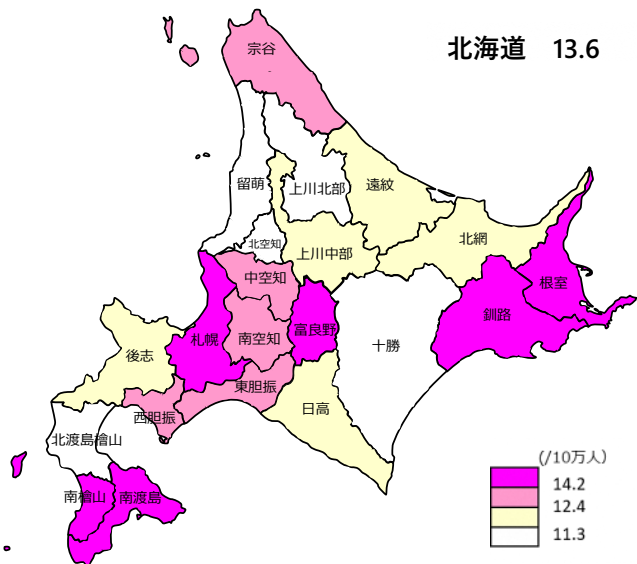 北海道 13.6
宗谷
留萌
上川北部
遠紋
北空知
上川中部
北網
中空知
根室
札幌
南空知
富良野
釧路
十勝
後志
東胆振
西胆振
日高
北渡島檜山
南檜山
南渡島
(/10万人)
14.2
12.4
11.3